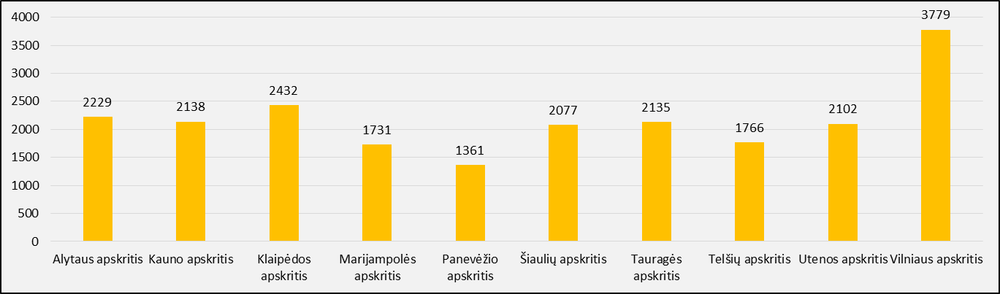 4000
3500
3000
2500
2000
1500
1000
500
0
2229
2138
2432
1731
1361
2077
2135
1766
2102
3779
Alytaus apskritis
Kauno apskritis
Klaipėdos
apskritis
Marijampolės
apskritis
Panevėžio
apskritis
Šiaulių apskritis
Tauragės
apskritis
Telšių apskritis
Utenos apskritis
Vilniaus apskritis